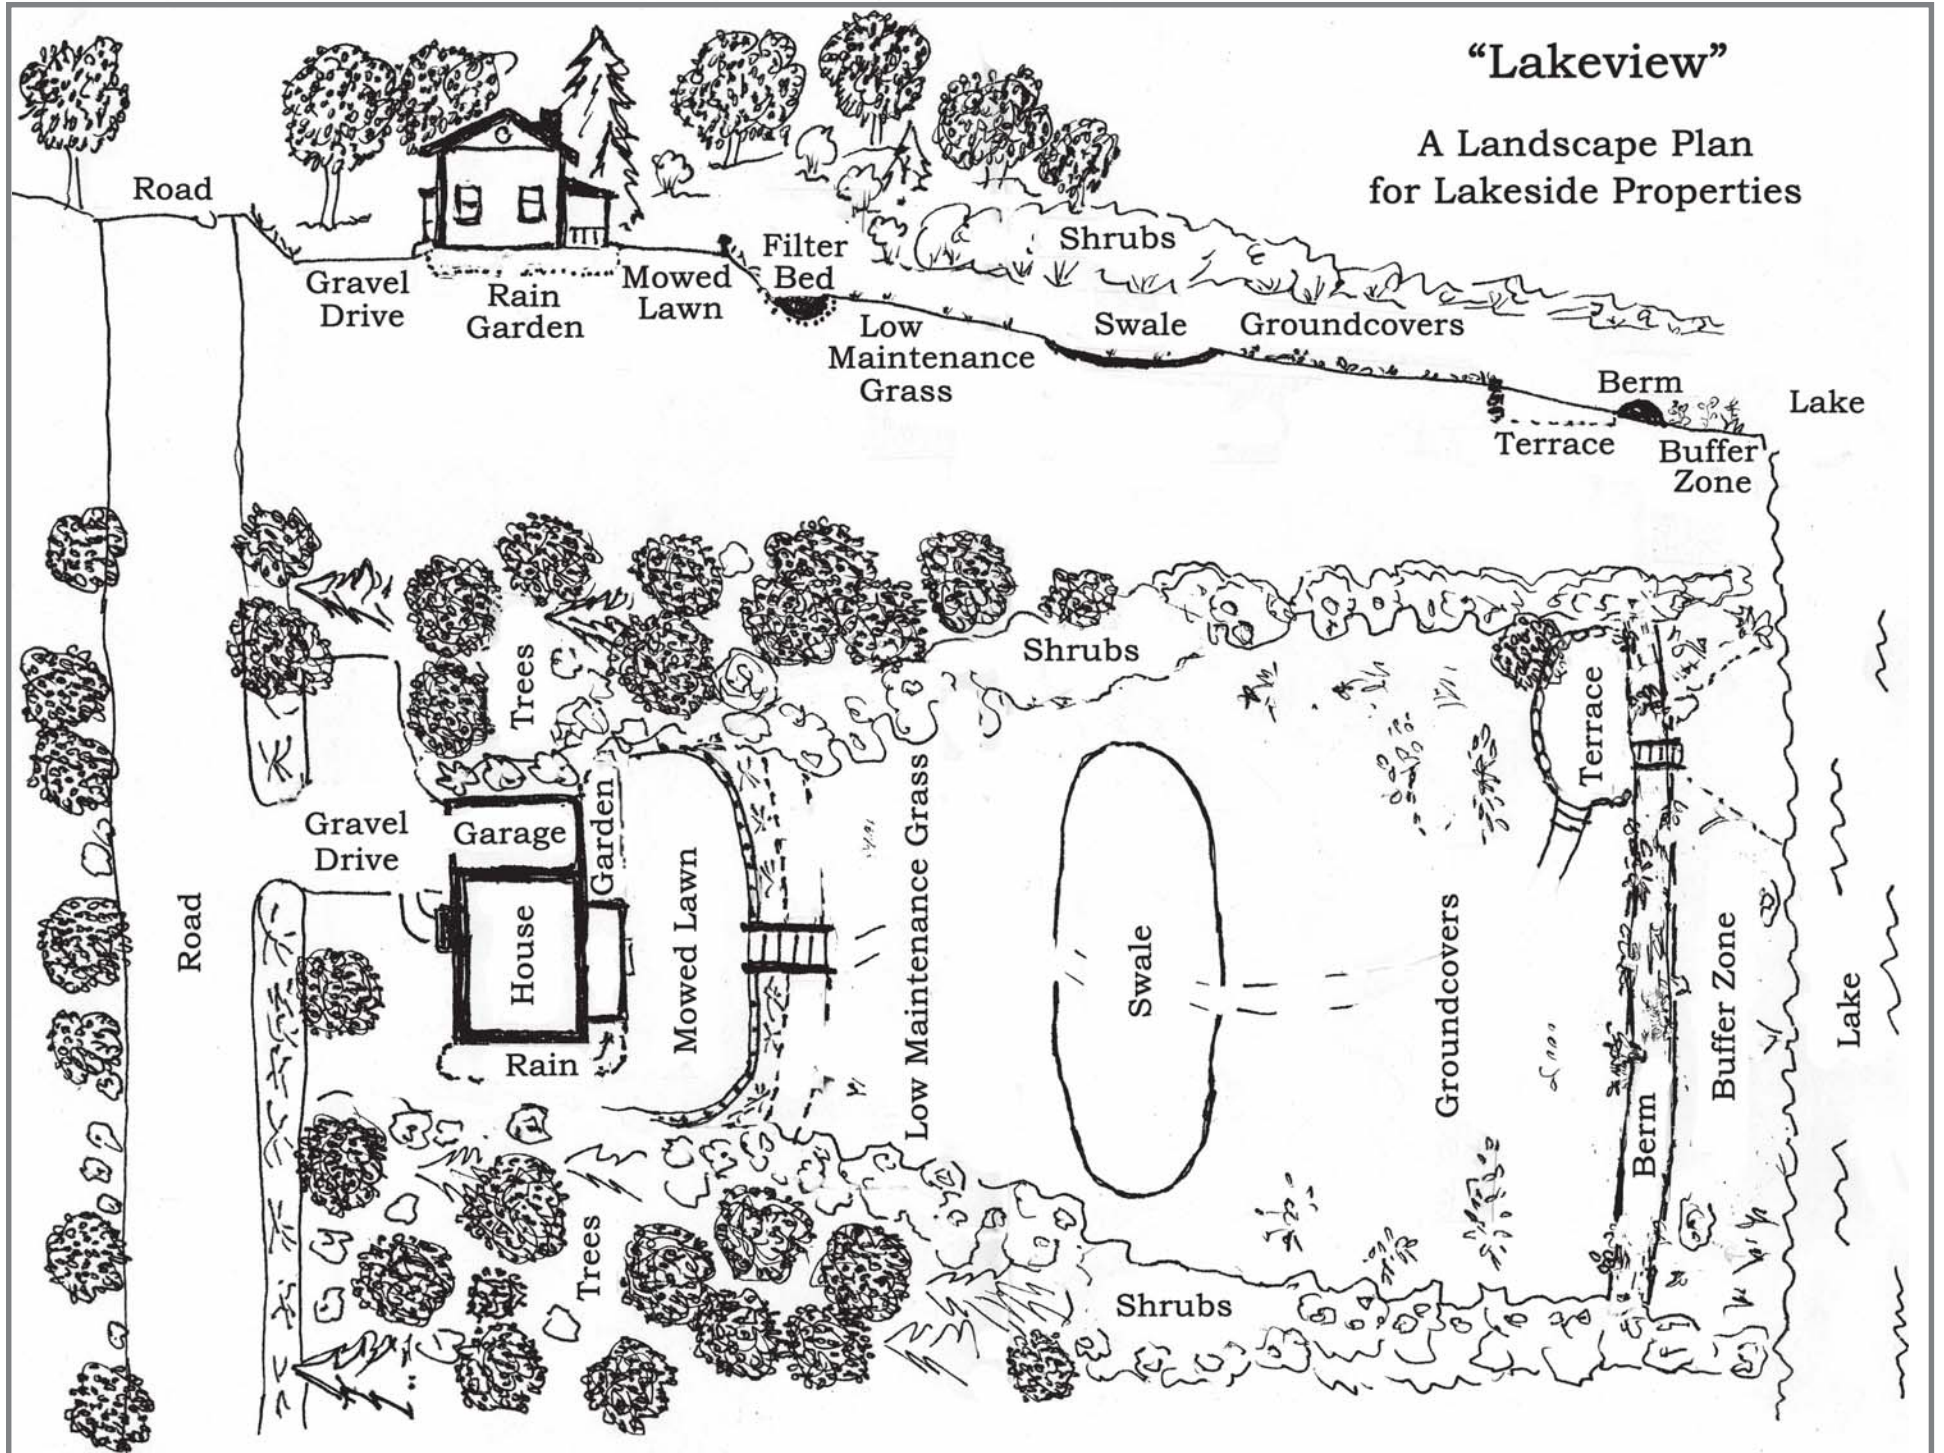 “Lakeview”
A Landscape Plan
for Lakeside Properties
Road
Gravel
Drive
Rain
Garden
Mowed
Lawn
Filter
Bed
Low
Maintenance
Grass
Shrubs
Swale
Groundcovers
Terrace
Berm
Buffer
Zone
Lake
Trees
Shrubs
Terrace
Gravel
Drive
Garage
Garden
House
Rain
Road
Mowed Lawn
Low Maintenance Grass
Swale
Groundcovers
Berm
Buffer Zone
Lake
Trees
Shrubs